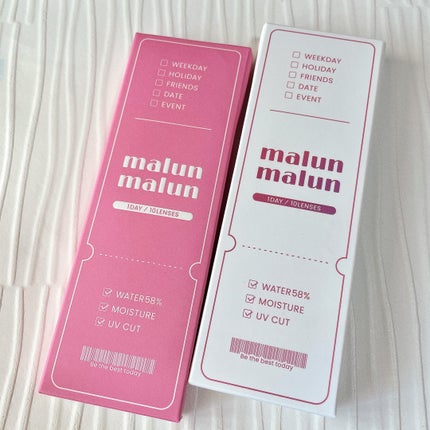 WEEKDAY
HOLIDAY
FRIENDS
DATE
EVENT
malun
malun
1DAY / 10LENSES
WATER58%
MOISTURE
UV CUT
Be the best today
WEEKDAY
HOLIDAY
FRIENDS
DATE
EVENT
malun
malun
1DAY / 10LENSES
WATER58%
MOISTURE
UV CUT
Be the best today